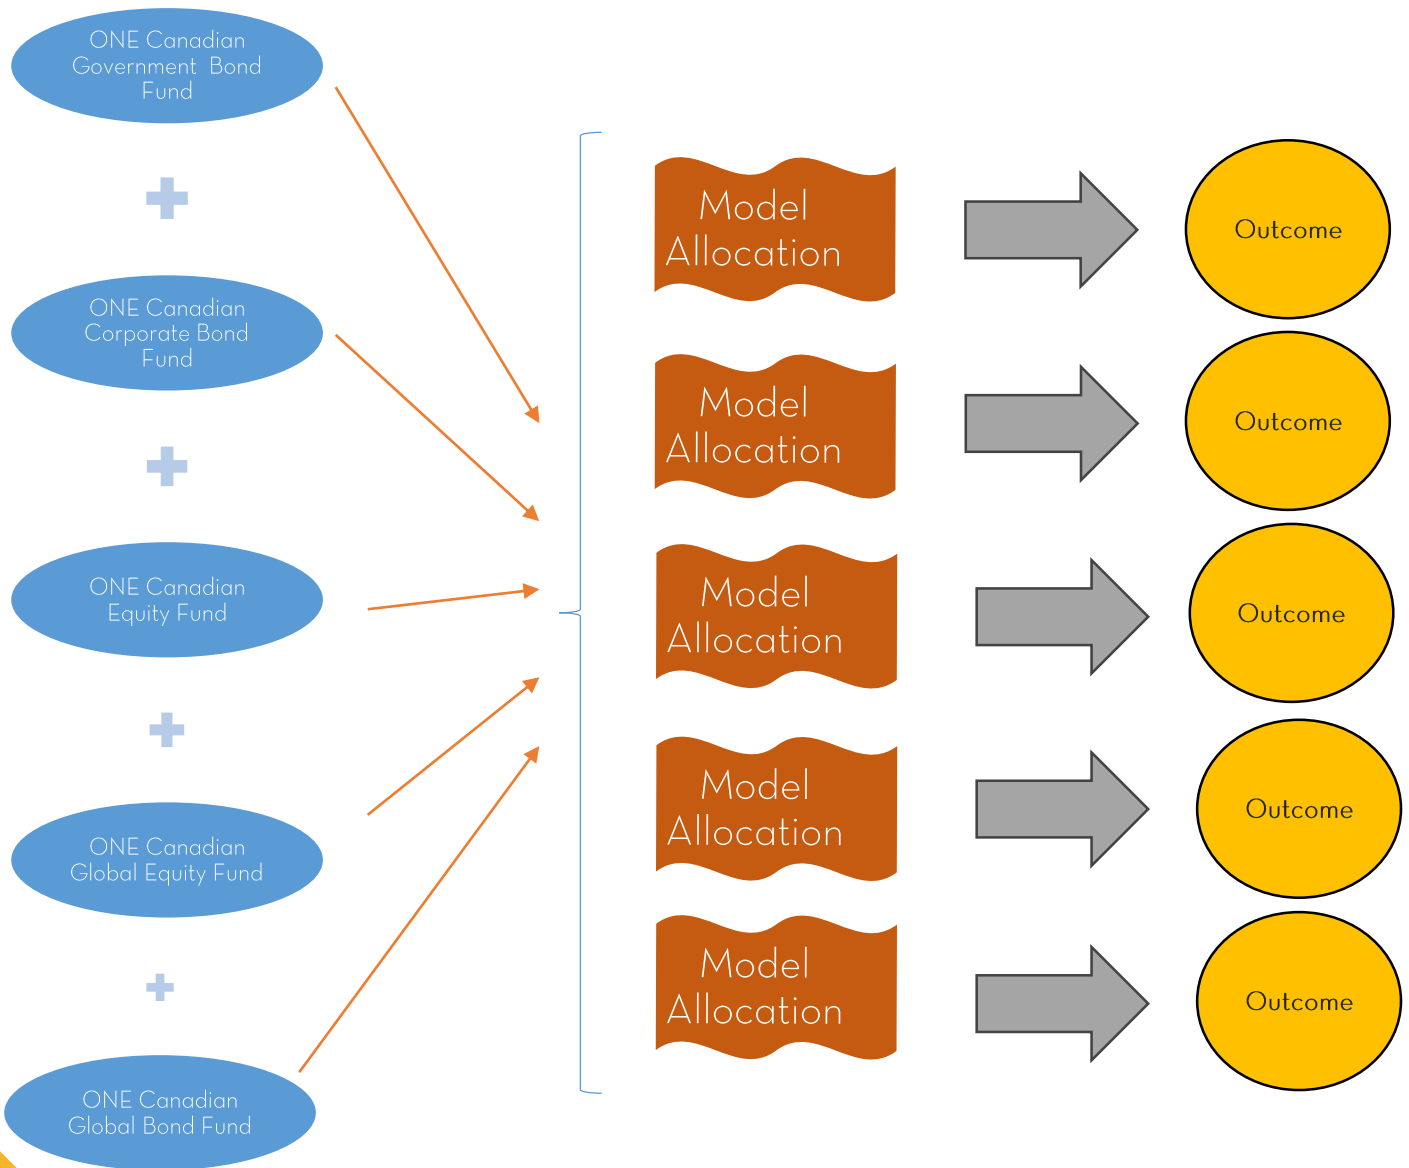 ONE Canadian
Government Bond
Fund
ONE Canadian
Corporate Bond
Fund
ONE Canadian
Equity Fund
ONE Canadian
Global Equity Fund
ONE Canadian
Global Bond Fund
Model
Allocation
Model
Allocation
Model
Allocation
Model
Allocation
Model
Allocation
Outcome
Outcome
Outcome
Outcome
Outcome